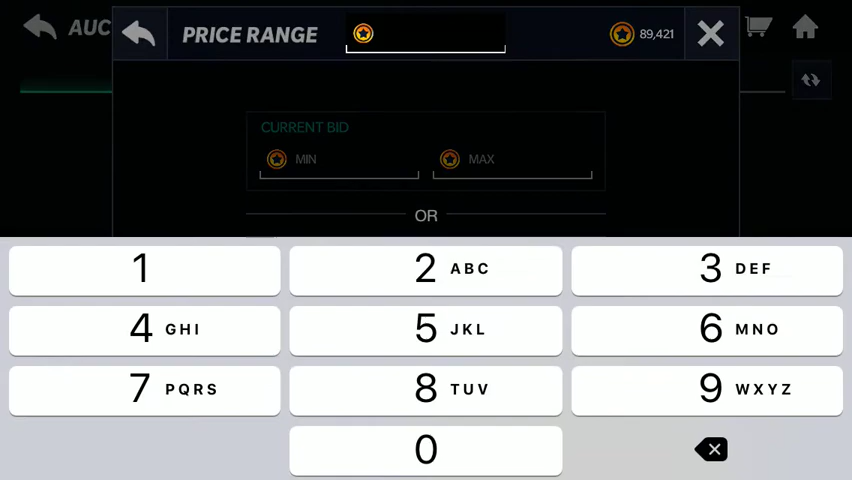 AUC
PRICE RANGE
89,421
CURRENT BID
MIN
MAX
OR
1
2 ABC
3 DEF
4 GHI
5 JKL
6 MNO
7 PQRS
8 TUV
9 WXYZ
0